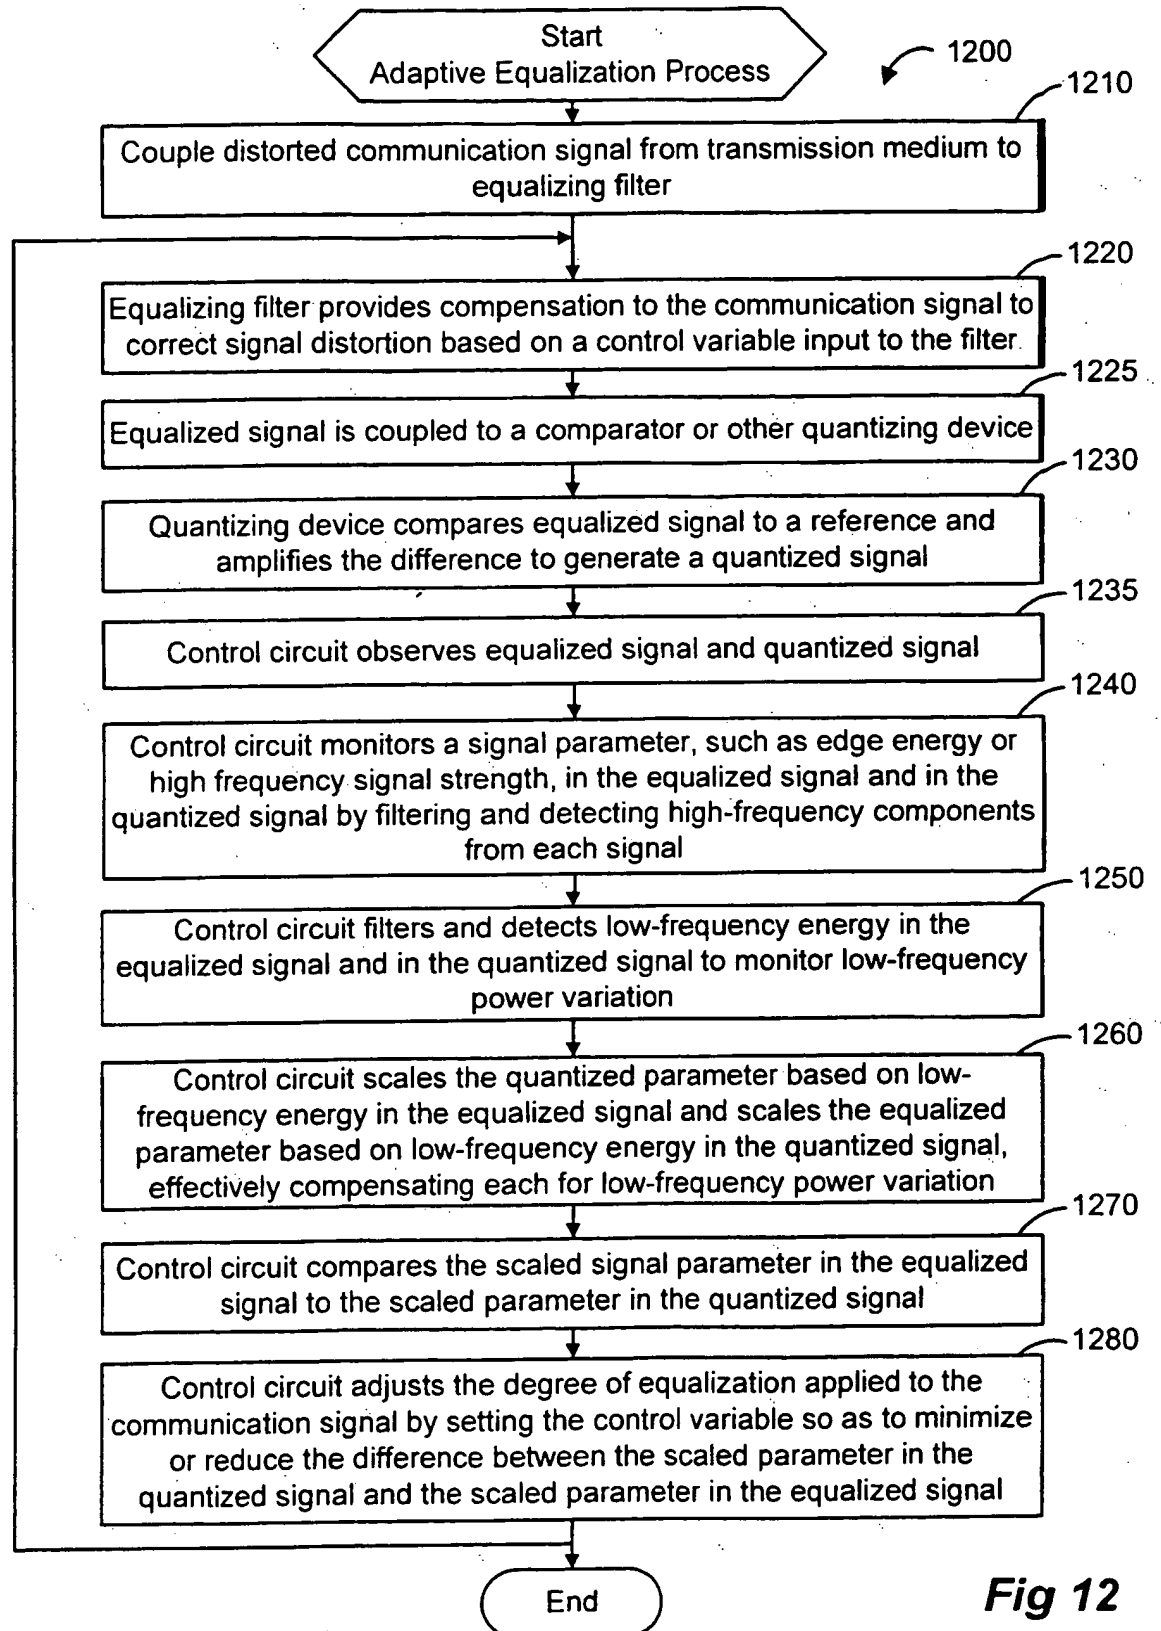 Start
Adaptive Equalization Process
1200
1210
Couple distorted communication signal from transmission medium to
equalizing filter
1220
Equalizing filter provides compensation to the communication signal to
correct signal distortion based on a control variable input to the filter.
1225
Equalized signal is coupled to a comparator or other quantizing device
1230
Quantizing device compares equalized signal to a reference and
amplifies the difference to generate a quantized signal
1235
Control circuit observes equalized signal and quantized signal
1240
Control circuit monitors a signal parameter, such as edge energy or
high frequency signal strength, in the equalized signal and in the
quantized signal by filtering and detecting high-frequency components
from each signal
1250
Control circuit filters and detects low-frequency energy in the
equalized signal and in the quantized signal to monitor low-frequency
power variation
1260
Control circuit scales the quantized parameter based on low-
frequency energy in the equalized signal and scales the equalized
parameter based on low-frequency energy in the quantized signal,
effectively compensating each for low-frequency power variation
1270
Control circuit compares the scaled signal parameter in the equalized
signal to the scaled parameter in the quantized signal
1280
Control circuit adjusts the degree of equalization applied to the
communication signal by setting the control variable so as to minimize
or reduce the difference between the scaled parameter in the
quantized signal and the scaled parameter in the equalized signal
End
Fig 12